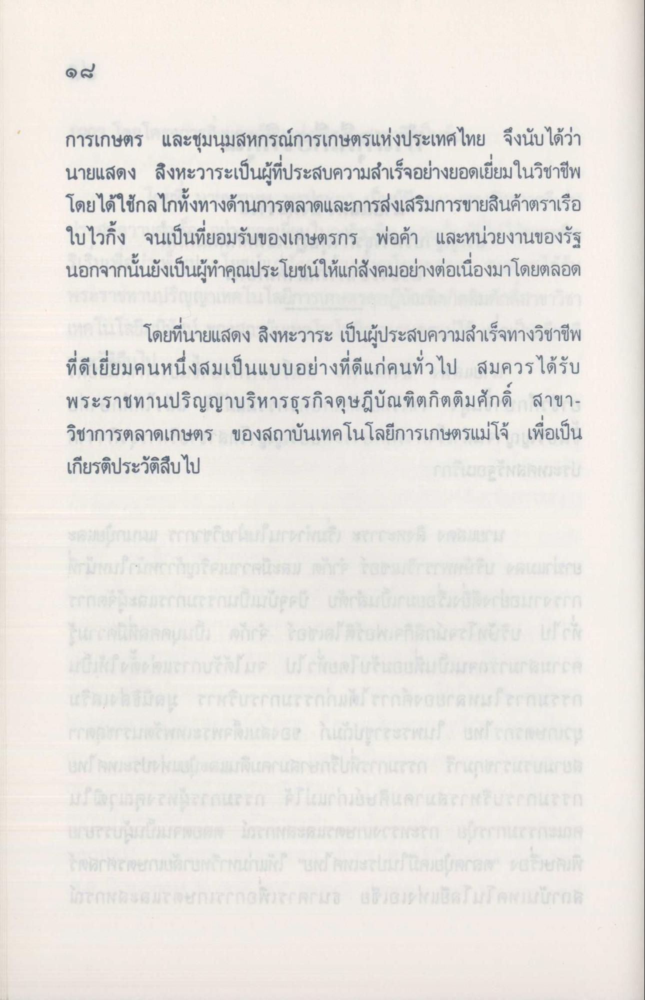 ๑๘
การเกษตร และชุมนุมสหกรณ์การเกษตรแห่งประเทศไทย จึงนับได้ว่า
นายแสดง สิงหะวาระเป็นผู้ที่ประสบความสำเร็จอย่างยอดเยี่ยมในวิชาชีพ
โดยได้ใช้กลไกทั้งทางด้านการตลาดและการส่งเสริมการขายสินค้าตราเรือ
ใบไวกิ้ง จนเป็นที่ยอมรับของเกษตรกร พ่อค้า และหน่วยงานของรัฐ
นอกจากนั้นยังเป็นผู้ทำคุณประโยชน์ให้แก่สังคมอย่างต่อเนื่องมาโดยตลอด
โดยที่นายแสดง สิงหะวาระ เป็นผู้ประสบความสำเร็จทางวิชาชีพ
ที่ดีเยี่ยมคนหนึ่งสมเป็นแบบอย่างที่ดีแก่คนทั่วไป สมควรได้รับ
พระราชทานปริญญาบริหารธุรกิจดุษฎีบัณฑิตกิตติมศักดิ์ สาขา-
วิชาการตลาดเกษตร ของสถาบันเทคโนโลยีการเกษตรแม่โจ้ เพื่อเป็น
เกียรติประวัติสืบไป